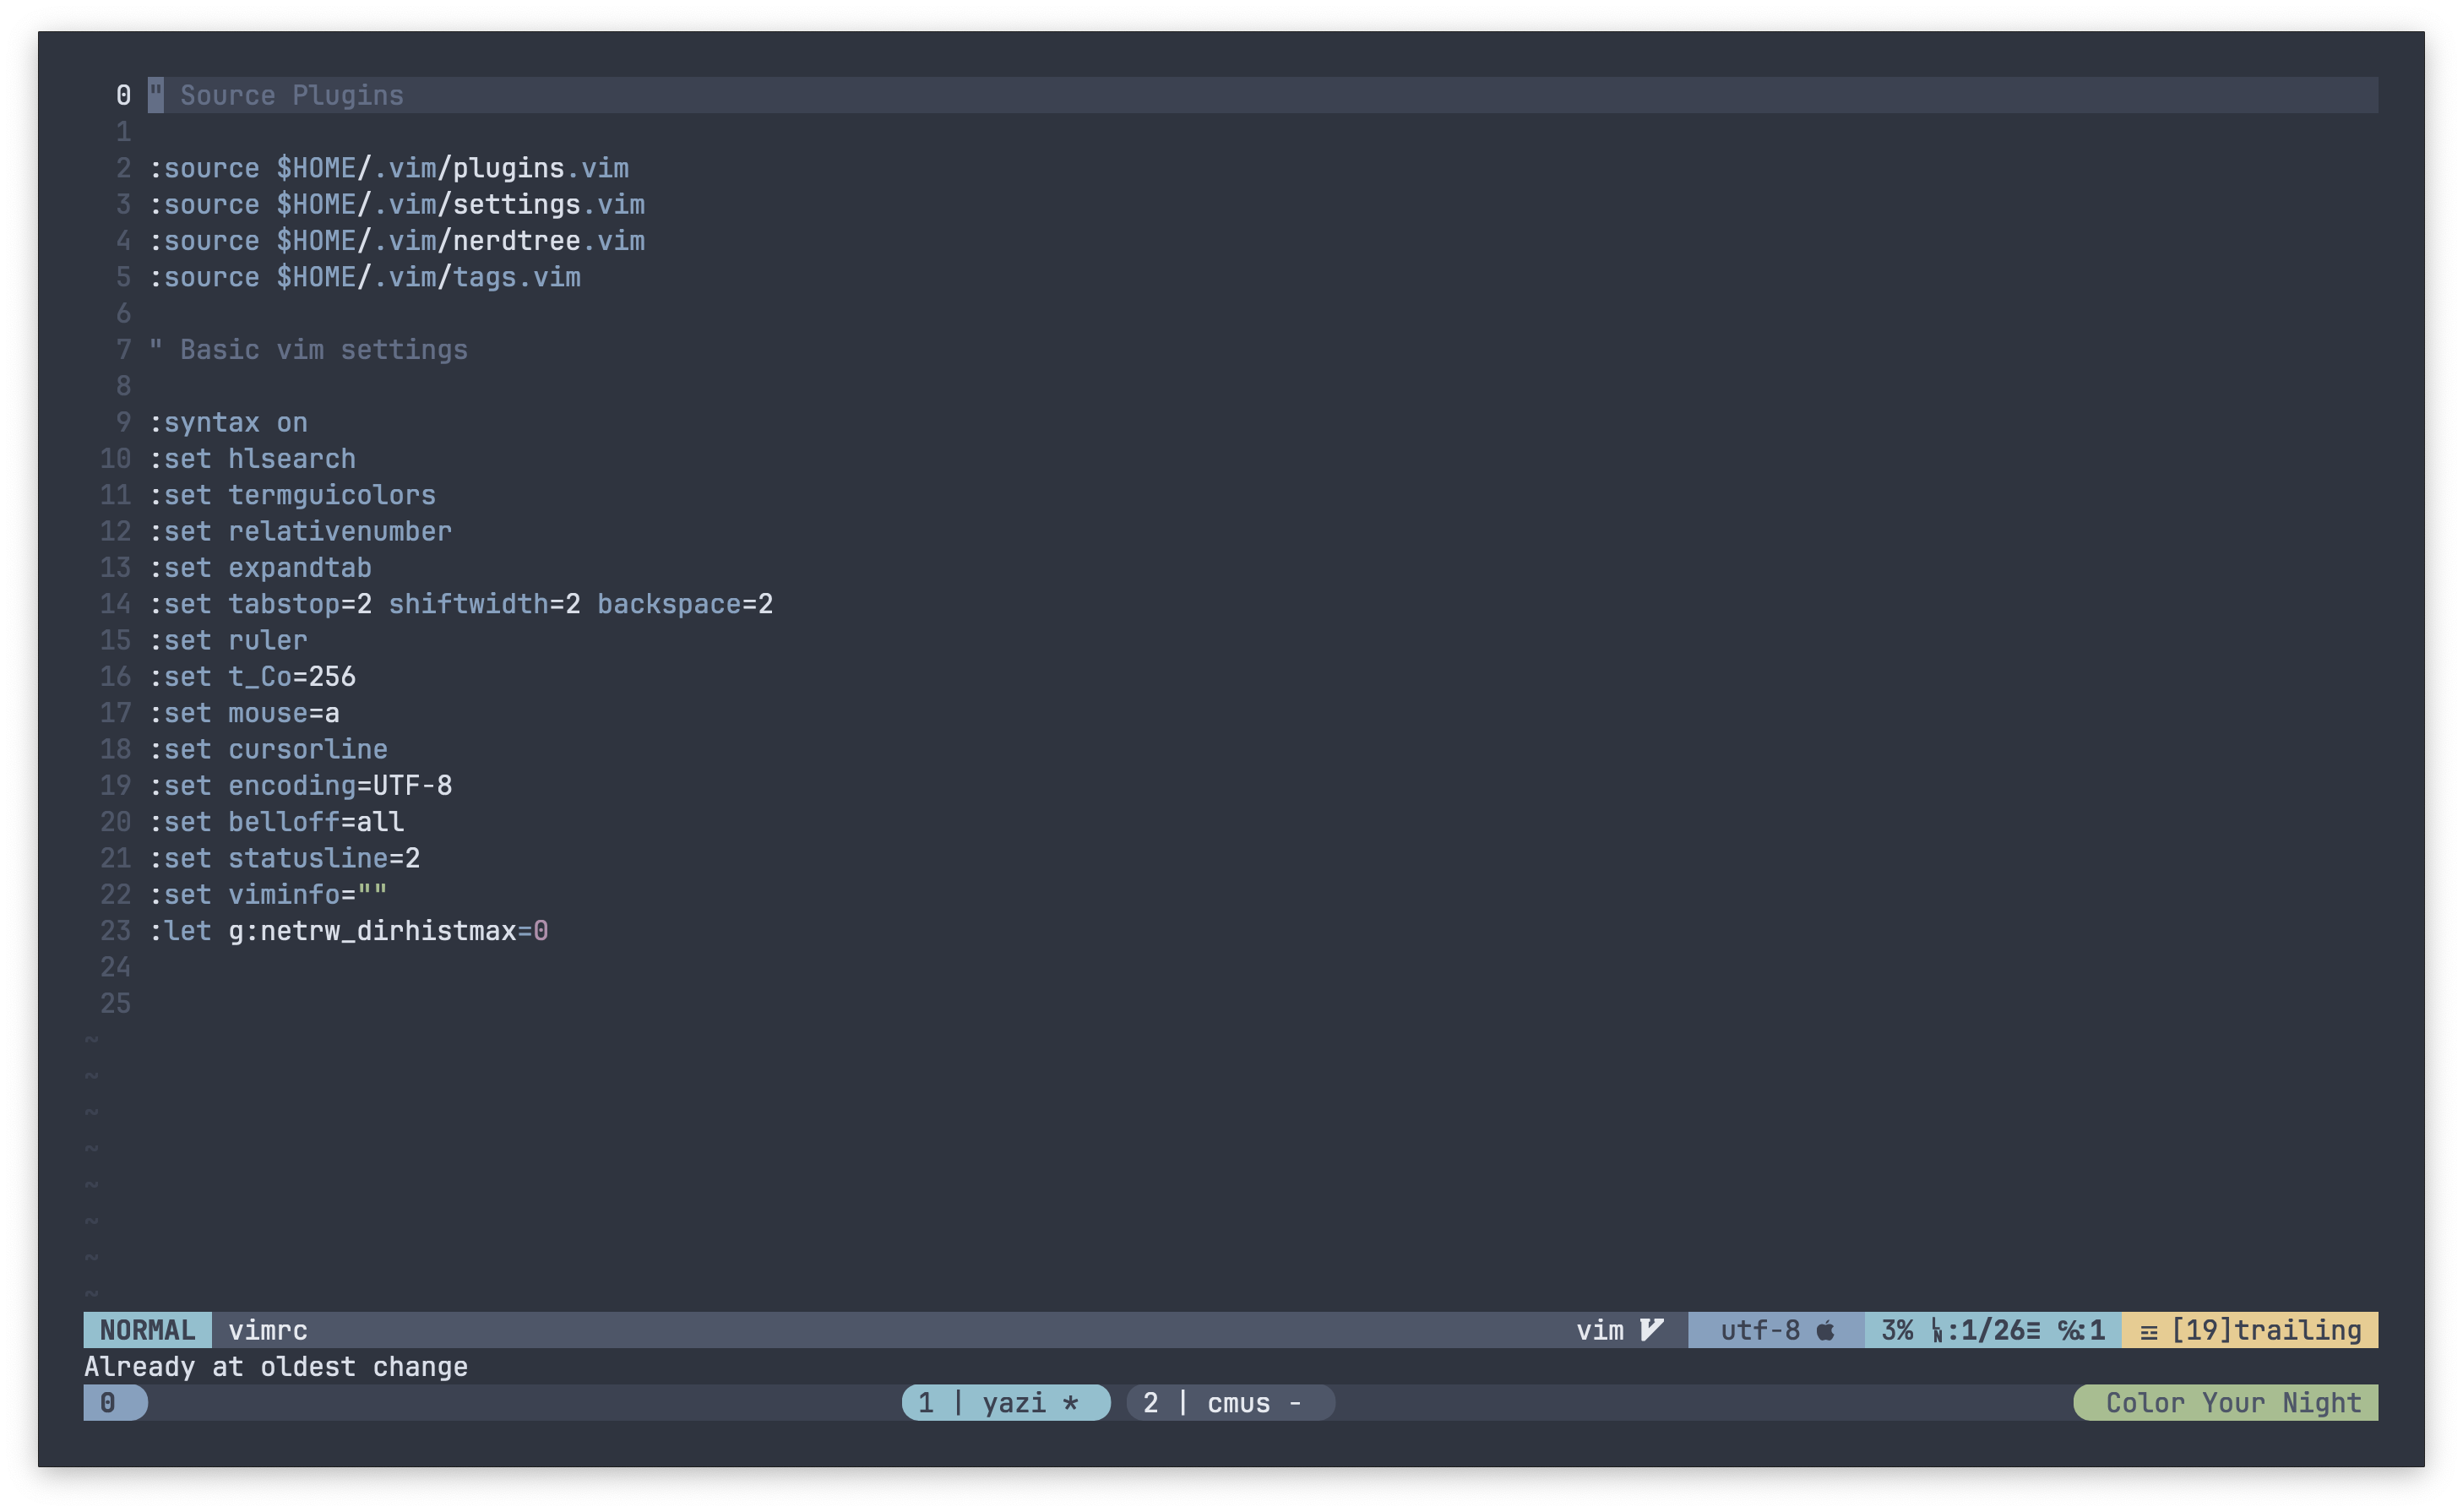 0 " Source Plugins
1
2 :source $HOME/.vim/plugins.vim
3 :source $HOME/.vim/settings.vim
4 :source $HOME/.vim/nerdtree.vim
5 :source $HOME/.vim/tags.vim
6
7 " Basic vim settings
8
9 :syntax on
10 :set hlsearch
11 :set termguicolors
12 :set relativenumber
13 :set expandtab
14 :set tabstop=2 shiftwidth=2 backspace=2
15 :set ruler
16 :set t_Co=256
17 :set mouse=a
18 :set cursorline
19 :set encoding=UTF-8
20 :set belloff=all
21 :set statusline=2
22 :set viminfo=""
23 :let g:netrw_dirhistmax=0
24
25
~
~
~
~
~
~
~
~
NORMAL vimrc vim utf-8 3% ␤:1/26≡ ℅:1 ☲ [19]trailing
Already at oldest change
0 1 | yazi * 2 | cmus - Color Your Night